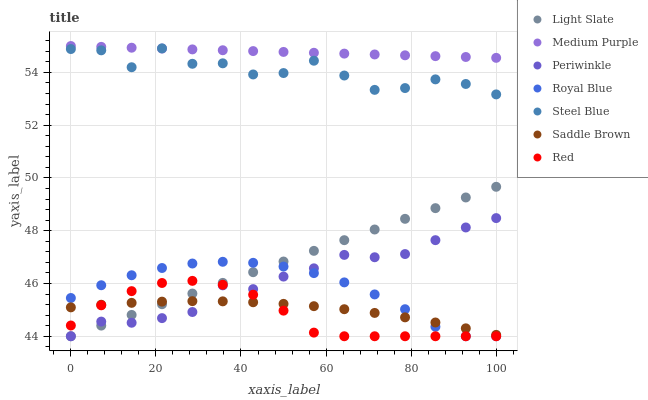 title
Light Slate
Medium Purple
Periwinkle
Royal Blue
Steel Blue
Saddle Brown
Red
yaxis_label
54
52
50
48
46
44
0 20 40 60 80 100
xaxis_label